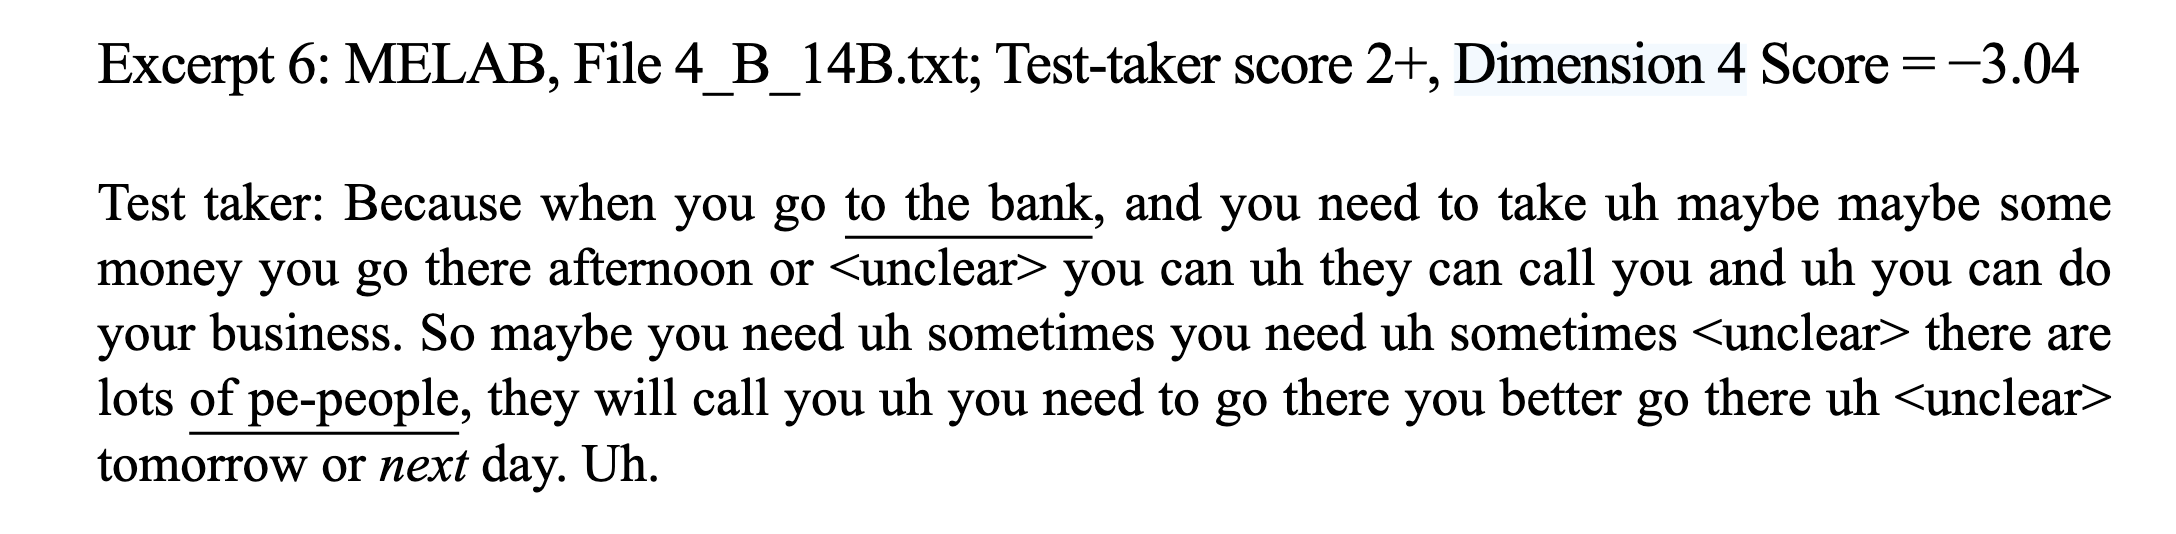 Excerpt 6: MELAB, File 4_B_14B.txt; Test-taker score 2+, Dimension 4 Score = −3.04
Test taker: Because when you go to the bank, and you need to take uh maybe maybe some
money you go there afternoon or <unclear> you can uh they can call you and uh you can do
your business. So maybe you need uh sometimes you need uh sometimes <unclear> there are
lots of pe-people, they will call you uh you need to go there you better go there uh <unclear>
tomorrow or next day. Uh.